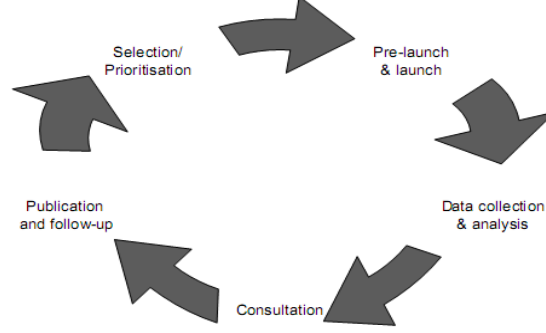 Selection/
Prioritisation
Pre-launch
& launch
Data collection
& analysis
Consultation
Publication
and follow-up